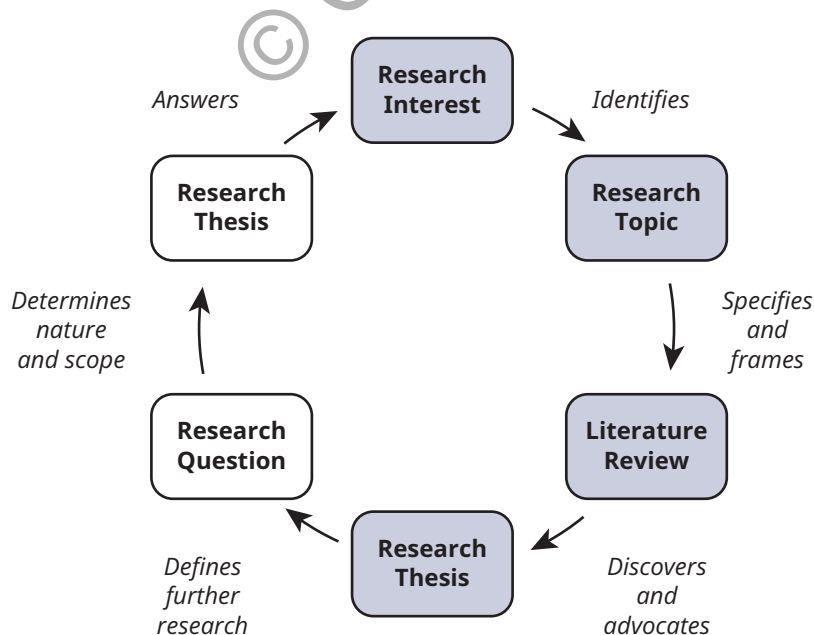 ©
Research
Interest
Identifies
Research
Topic
Specifies
and
frames
Literature
Review
Discovers
and
advocates
Research
Thesis
Defines
further
research
Research
Question
Determines
nature
and scope
Research
Thesis
Answers